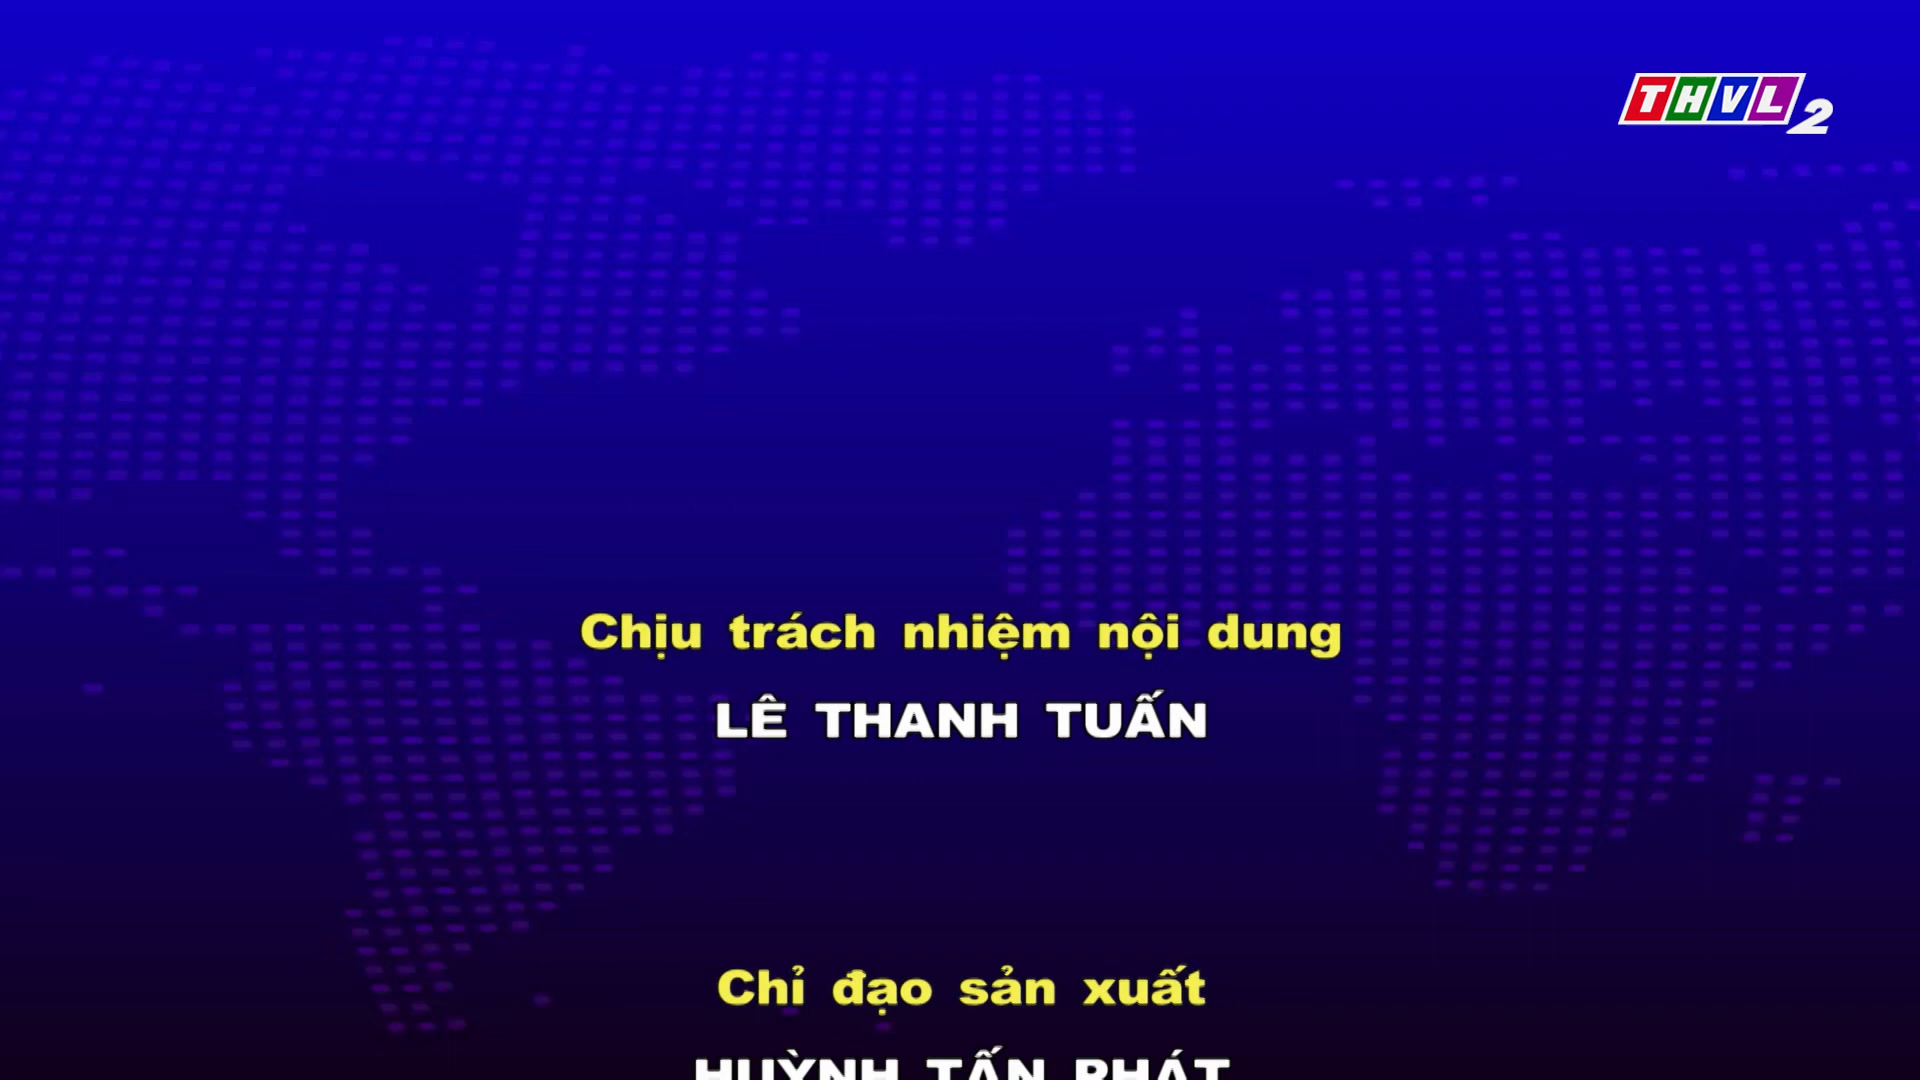 THVL2
Chịu trách nhiệm nội dung
LÊ THANH TUẤN
Chỉ đạo sản xuất
HUỲNH TẤN PHÁT